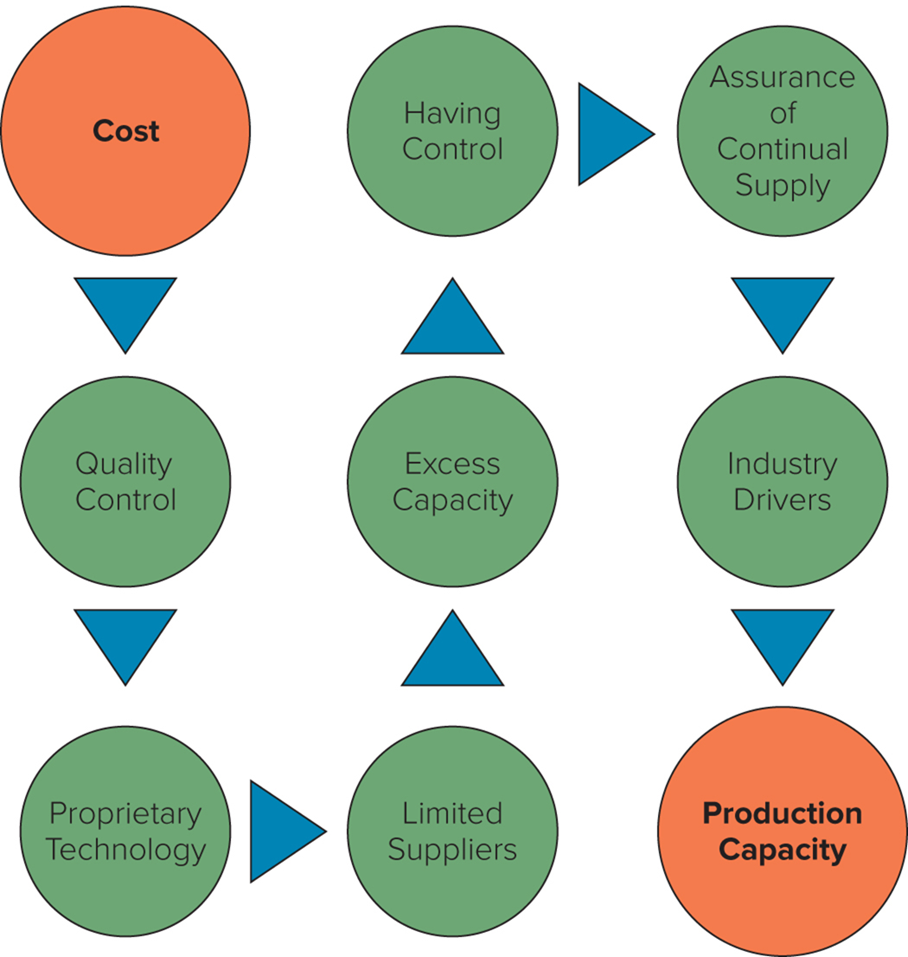 Cost
Quality
Control
Proprietary
Technology
Limited
Suppliers
Excess
Capacity
Having
Control
Assurance
of
Continual
Supply
Industry
Drivers
Production
Capacity